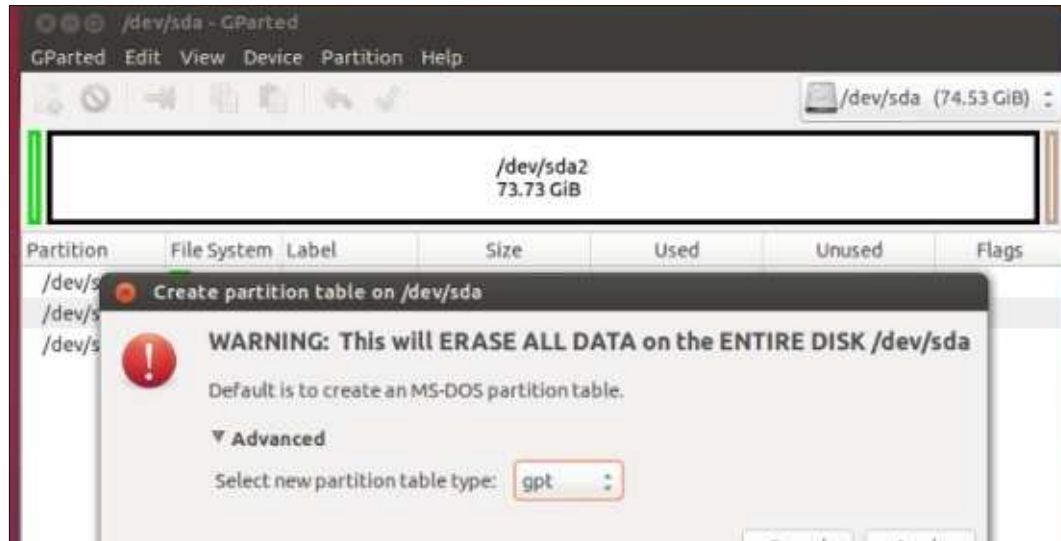 /dev/sda - GParted
GParted Edit View Device Partition Help
/dev/sda (74.53 GiB)
/dev/sda2
73.73 GiB
Partition File System Label Size Used Unused Flags
/dev/s
/dev/s
/dev/s
Create partition table on /dev/sda
WARNING: This will ERASE ALL DATA on the ENTIRE DISK /dev/sda
Default is to create an MS-DOS partition table.
Advanced
Select new partition table type: gpt